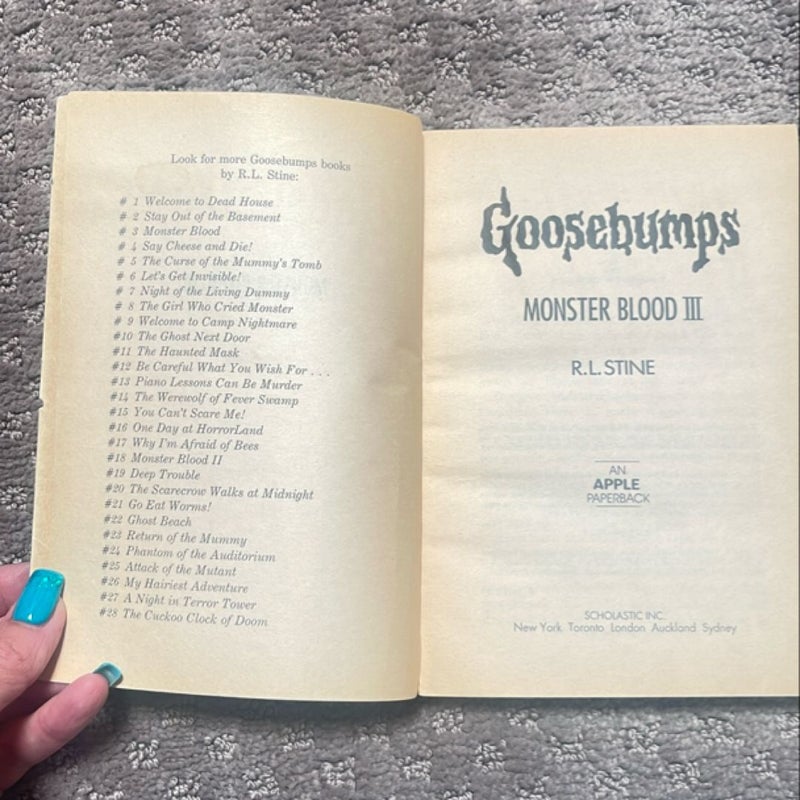 Look for more Goosebumps books
by R.L. Stine:
# 1 Welcome to Dead House
# 2 Stay Out of the Basement
# 3 Monster Blood
# 4 Say Cheese and Die!
# 5 The Curse of the Mummy's Tomb
# 6 Let's Get Invisible!
# 7 Night of the Living Dummy
# 8 The Girl Who Cried Monster
# 9 Welcome to Camp Nightmare
#10 The Ghost Next Door
#11 The Haunted Mask
#12 Be Careful What You Wish For . . .
#13 Piano Lessons Can Be Murder
#14 The Werewolf of Fever Swamp
#15 You Can't Scare Me!
#16 One Day at HorrorLand
#17 Why I'm Afraid of Bees
#18 Monster Blood II
#19 Deep Trouble
#20 The Scarecrow Walks at Midnight
#21 Go Eat Worms!
#22 Ghost Beach
#23 Return of the Mummy
#24 Phantom of the Auditorium
#25 Attack of the Mutant
#26 My Hairiest Adventure
#27 A Night in Terror Tower
#28 The Cuckoo Clock of Doom
Goosebumps
MONSTER BLOOD III
R.L. STINE
AN
APPLE
PAPERBACK
SCHOLASTIC INC.
New York Toronto London Auckland Sydney